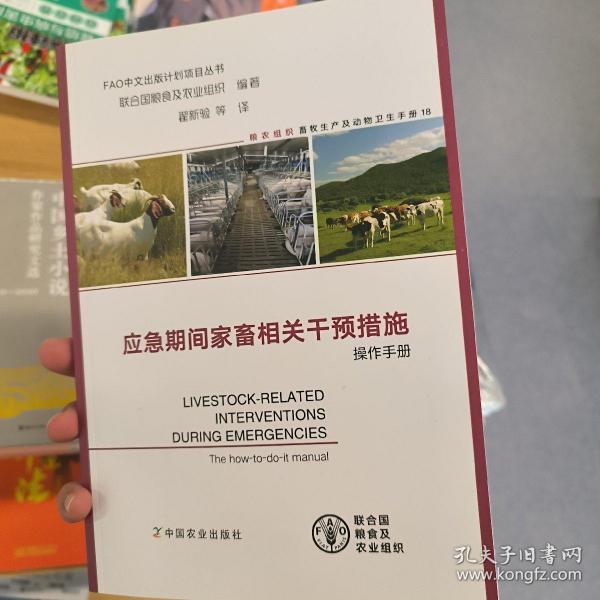 FAO中文出版计划项目丛书
联合国粮食及农业组织 编著
翟新验 等 译
粮农组织 畜牧生产及动物卫生手册 18
应急期间家畜相关干预措施
操作手册
LIVESTOCK-RELATED
INTERVENTIONS
DURING EMERGENCIES
The how-to-do-it manual
中国农业出版社
FAO
FIAT PANIS
联合国
粮食及
农业组织
孔夫子旧书网
www.kongfz.com